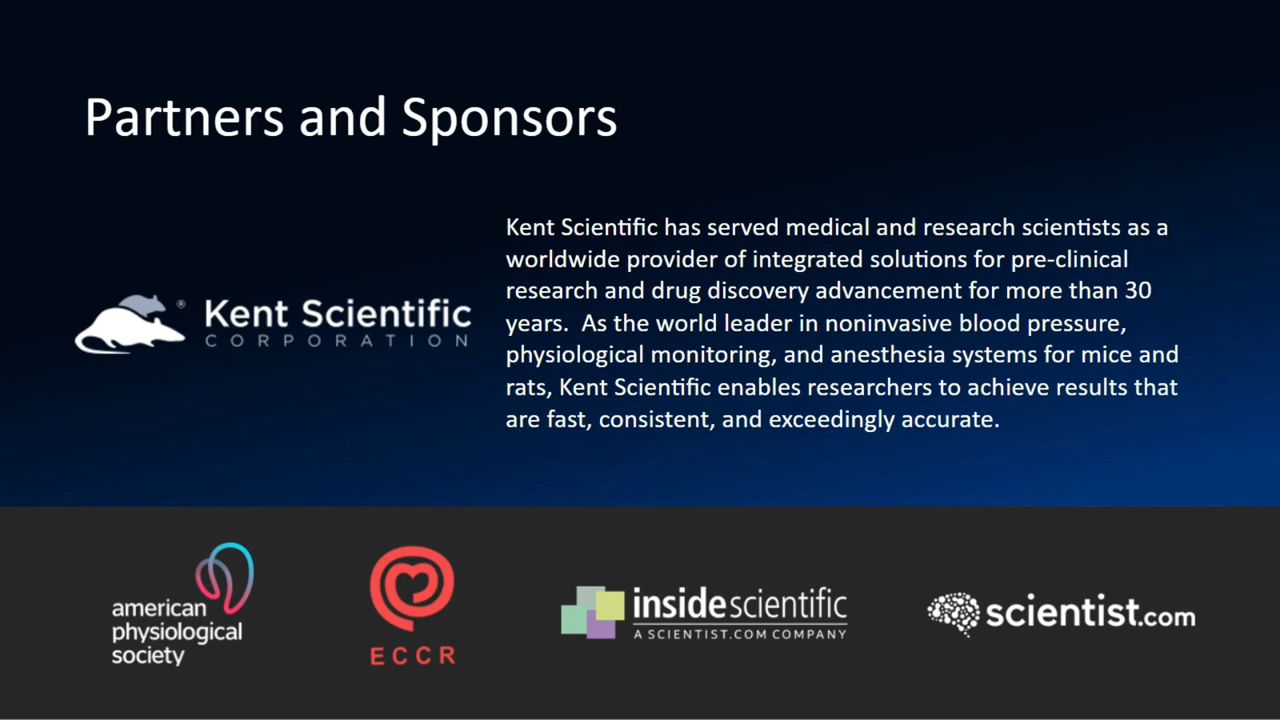 Partners and Sponsors
Kent Scientific has served medical and research scientists as a
worldwide provider of integrated solutions for pre-clinical
research and drug discovery advancement for more than 30
years.  As the world leader in noninvasive blood pressure,
physiological monitoring, and anesthesia systems for mice and
rats, Kent Scientific enables researchers to achieve results that
are fast, consistent, and exceedingly accurate.
® Kent Scientific
CORPORATION
american
physiological
society
ECCR
insidescientific
A SCIENTIST.COM COMPANY
scientist.com